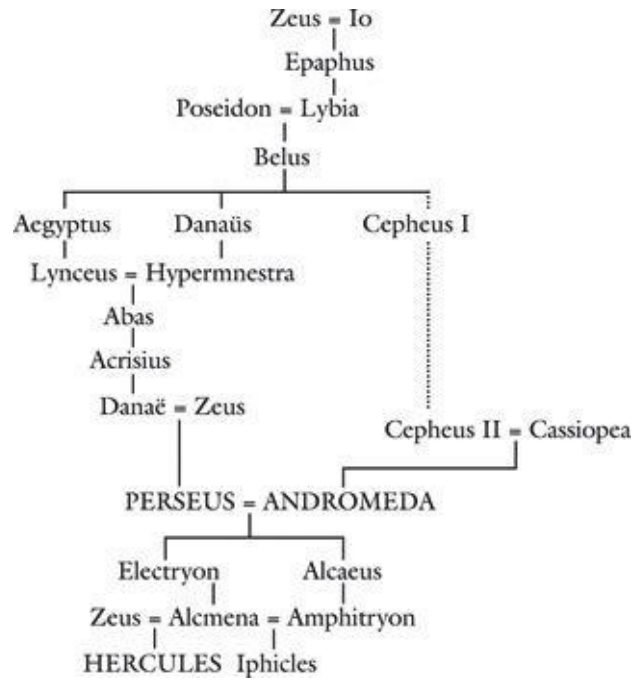 Zeus = Io
Epaphus
Poseidon = Lybia
Belus
Aegyptus Danaüs Cepheus I
Lynceus = Hypermnestra
Abas
Acrisius
Danaë = Zeus
Cepheus II = Cassiopea
PERSEUS = ANDROMEDA
Electryon Alcaeus
Zeus = Alcmena = Amphitryon
HERCULES Iphicles